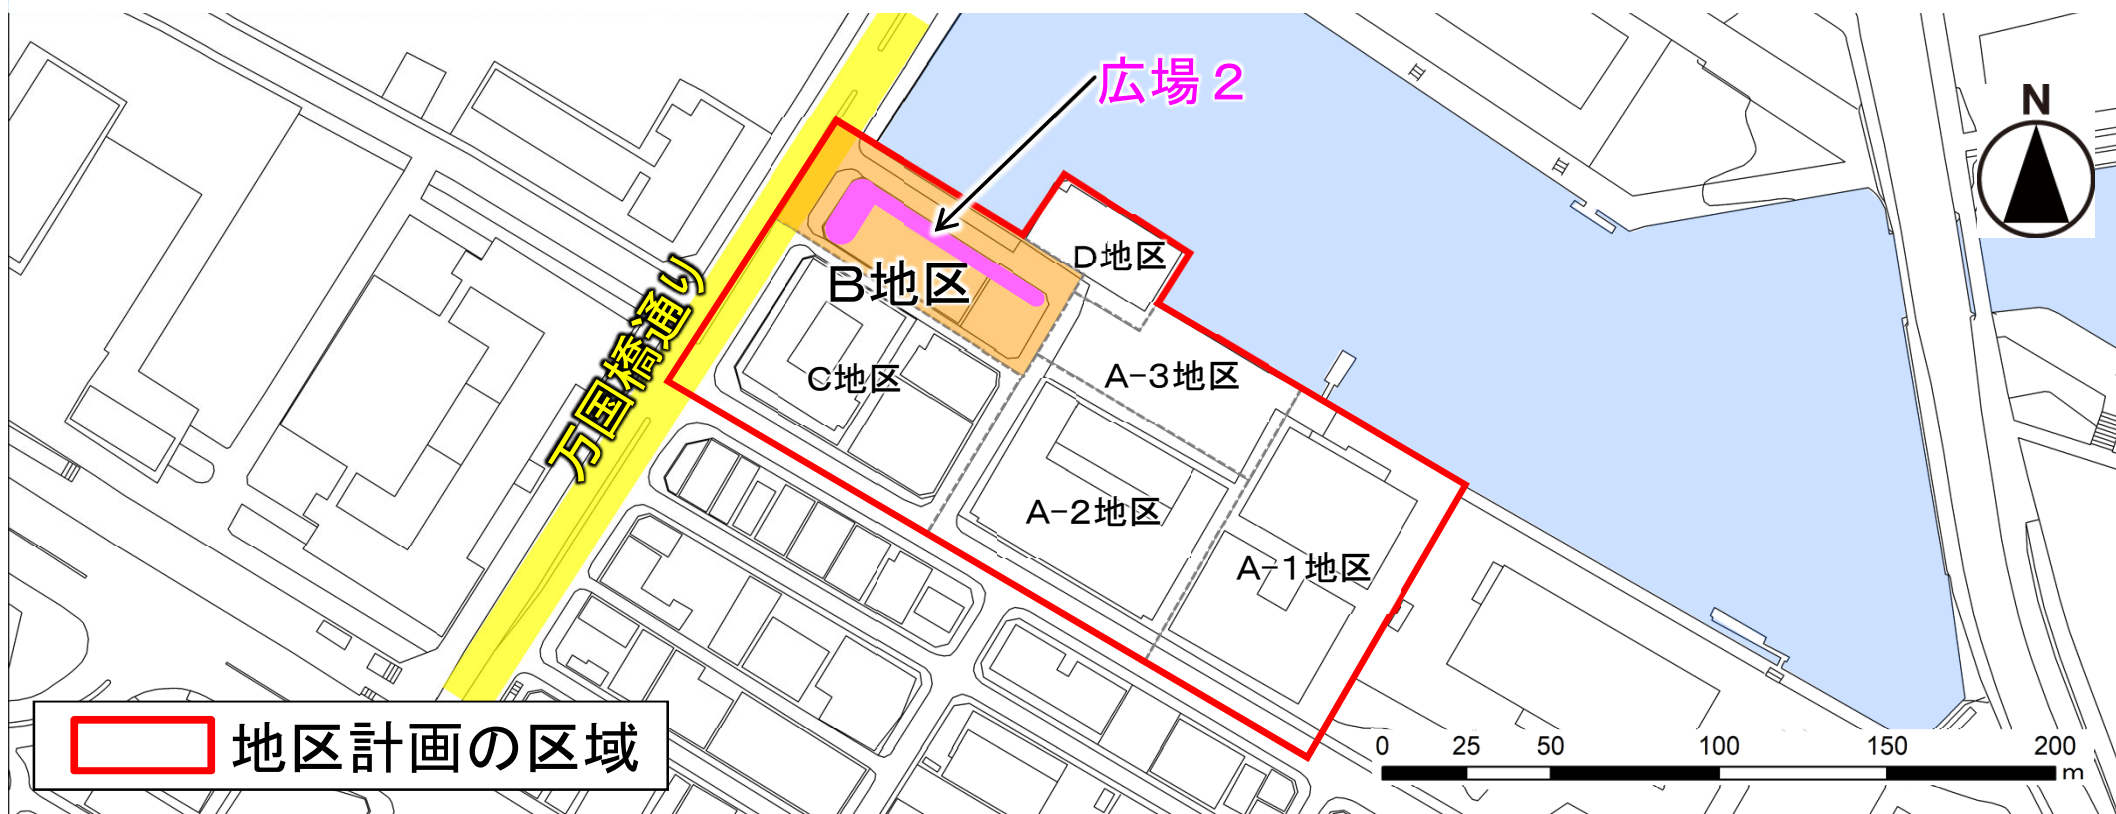 広場２
N
D地区
B地区
万国橋通り
C地区
A-3地区
A-2地区
A-1地区
地区計画の区域
0 25 50 100 150 200
m